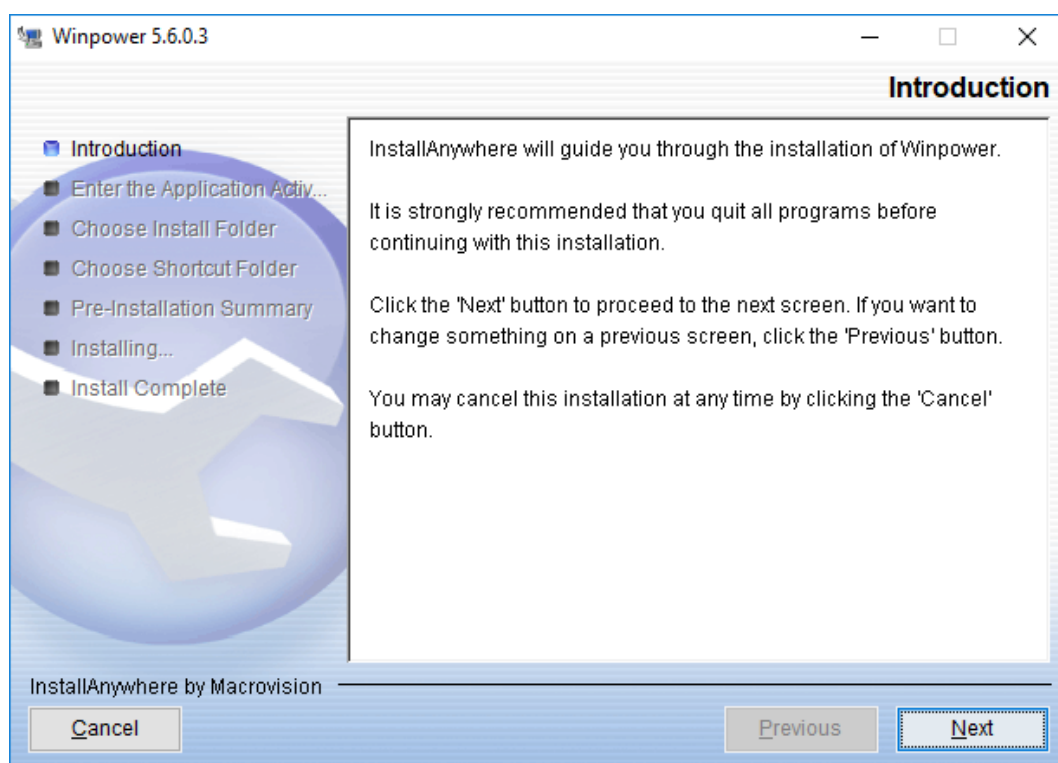 Winpower 5.6.0.3
Introduction
Introduction
Enter the Application Activ...
Choose Install Folder
Choose Shortcut Folder
Pre-Installation Summary
Installing...
Install Complete
InstallAnywhere will guide you through the installation of Winpower.
It is strongly recommended that you quit all programs before
continuing with this installation.
Click the 'Next' button to proceed to the next screen. If you want to
change something on a previous screen, click the 'Previous' button.
You may cancel this installation at any time by clicking the 'Cancel'
button.
InstallAnywhere by Macrovision
Cancel
Previous
Next